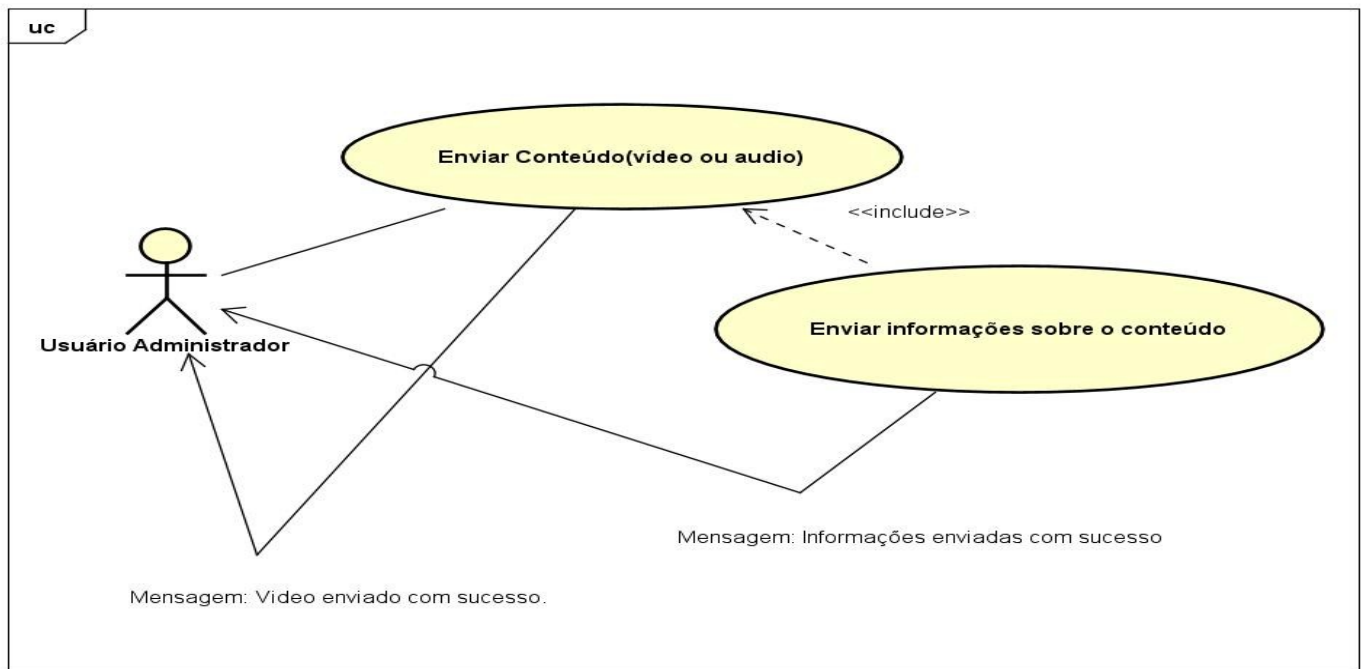 uc
Enviar Conteúdo(vídeo ou audio)
<<include>>
Enviar informações sobre o conteúdo
Usuário Administrador
Mensagem: Informações enviadas com sucesso
Mensagem: Video enviado com sucesso.